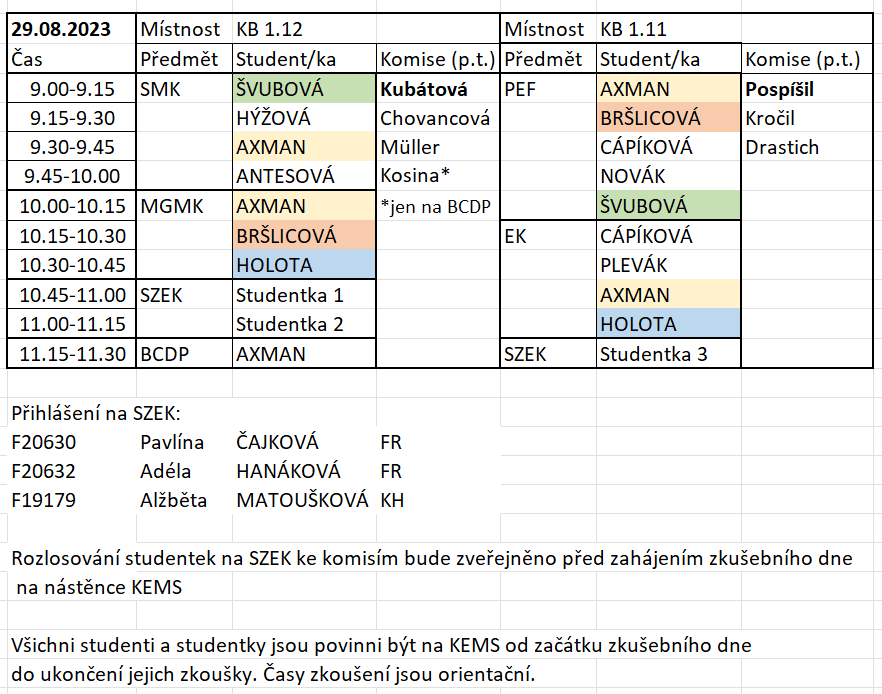 29.08.2023 Místnost KB 1.12 Místnost KB 1.11
Čas Předmět Student/ka Komise (p.t.) Předmět Student/ka Komise (p.t.)
9.00-9.15 SMK ŠVUBOVÁ Kubátová PEF AXMAN Pospíšil
9.15-9.30 HÝŽOVÁ Chovancová BRŠLICOVÁ Kročil
9.30-9.45 AXMAN Müller CÁPÍKOVÁ Drastich
9.45-10.00 ANTESOVÁ Kosina* NOVÁK
10.00-10.15 MGMK AXMAN *jen na BCDP ŠVUBOVÁ
10.15-10.30 BRŠLICOVÁ EK CÁPÍKOVÁ
10.30-10.45 HOLOTA PLEVÁK
10.45-11.00 SZEK Studentka 1 AXMAN
11.00-11.15 Studentka 2 HOLOTA
11.15-11.30 BCDP AXMAN SZEK Studentka 3
Přihlášení na SZEK:
F20630 Pavlína ČAJKOVÁ FR
F20632 Adéla HANÁKOVÁ FR
F19179 Alžběta MATOUŠKOVÁ KH
Rozlosování studentek na SZEK ke komisím bude zveřejněno před zahájením zkušebního dne
na nástěnce KEMS
Všichni studenti a studentky jsou povinni být na KEMS od začátku zkušebního dne
do ukončení jejich zkoušky. Časy zkoušení jsou orientační.